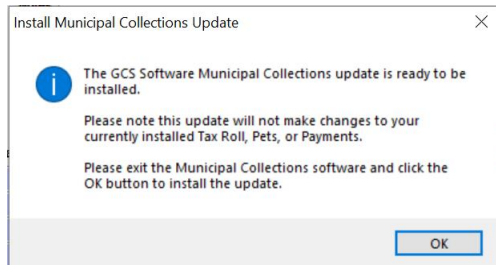 Install Municipal Collections Update
The GCS Software Municipal Collections update is ready to be
installed.
Please note this update will not make changes to your
currently installed Tax Roll, Pets, or Payments.
Please exit the Municipal Collections software and click the
OK button to install the update.
OK